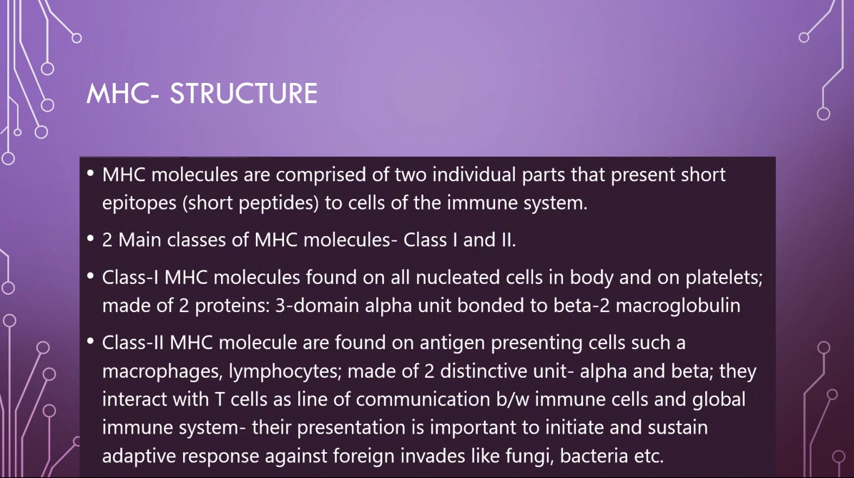 MHC- STRUCTURE
• MHC molecules are comprised of two individual parts that present short
epitopes (short peptides) to cells of the immune system.
• 2 Main classes of MHC molecules- Class I and II.
• Class-I MHC molecules found on all nucleated cells in body and on platelets;
made of 2 proteins: 3-domain alpha unit bonded to beta-2 macroglobulin
• Class-II MHC molecule are found on antigen presenting cells such a
macrophages, lymphocytes; made of 2 distinctive unit- alpha and beta; they
interact with T cells as line of communication b/w immune cells and global
immune system- their presentation is important to initiate and sustain
adaptive response against foreign invades like fungi, bacteria etc.